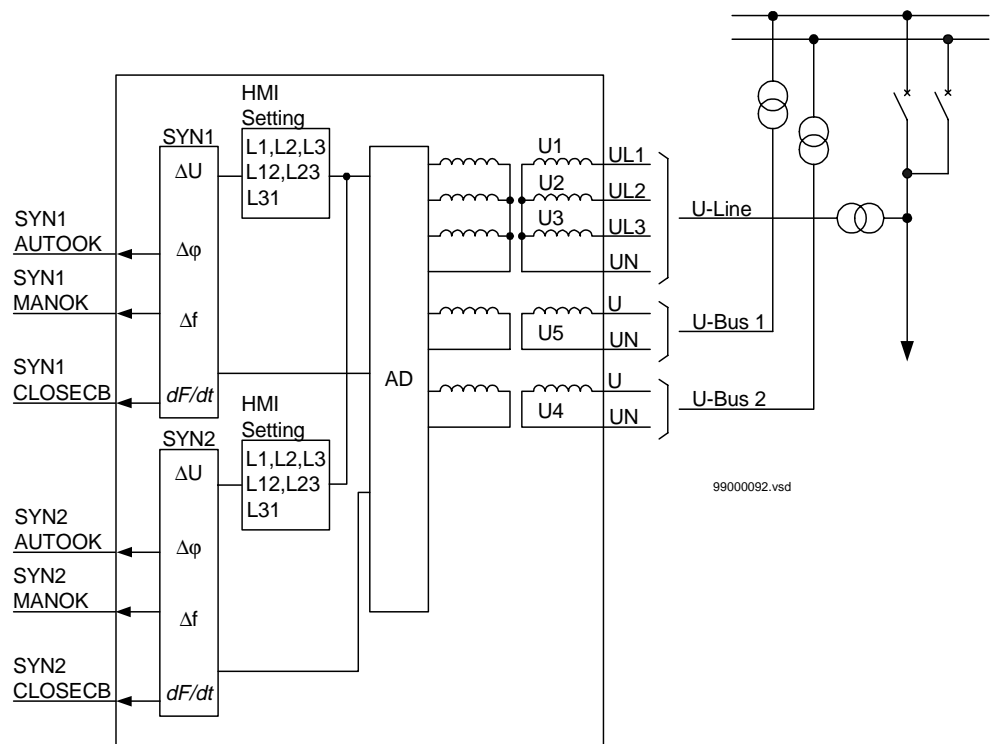 HMI
Setting
SYN1
L1,L2,L3
L12,L23
L31
ΔU
Δφ
Δf
dF/dt
SYN1
AUTOOK
SYN1
MANOK
SYN1
CLOSECB
AD
U1
U2
U3
UL1
UL2
UL3
UN
U-Line
U
U5
UN
U-Bus 1
U
U4
UN
U-Bus 2
HMI
Setting
SYN2
L1,L2,L3
L12,L23
L31
ΔU
Δφ
Δf
dF/dt
SYN2
AUTOOK
SYN2
MANOK
SYN2
CLOSECB
99000092.vsd